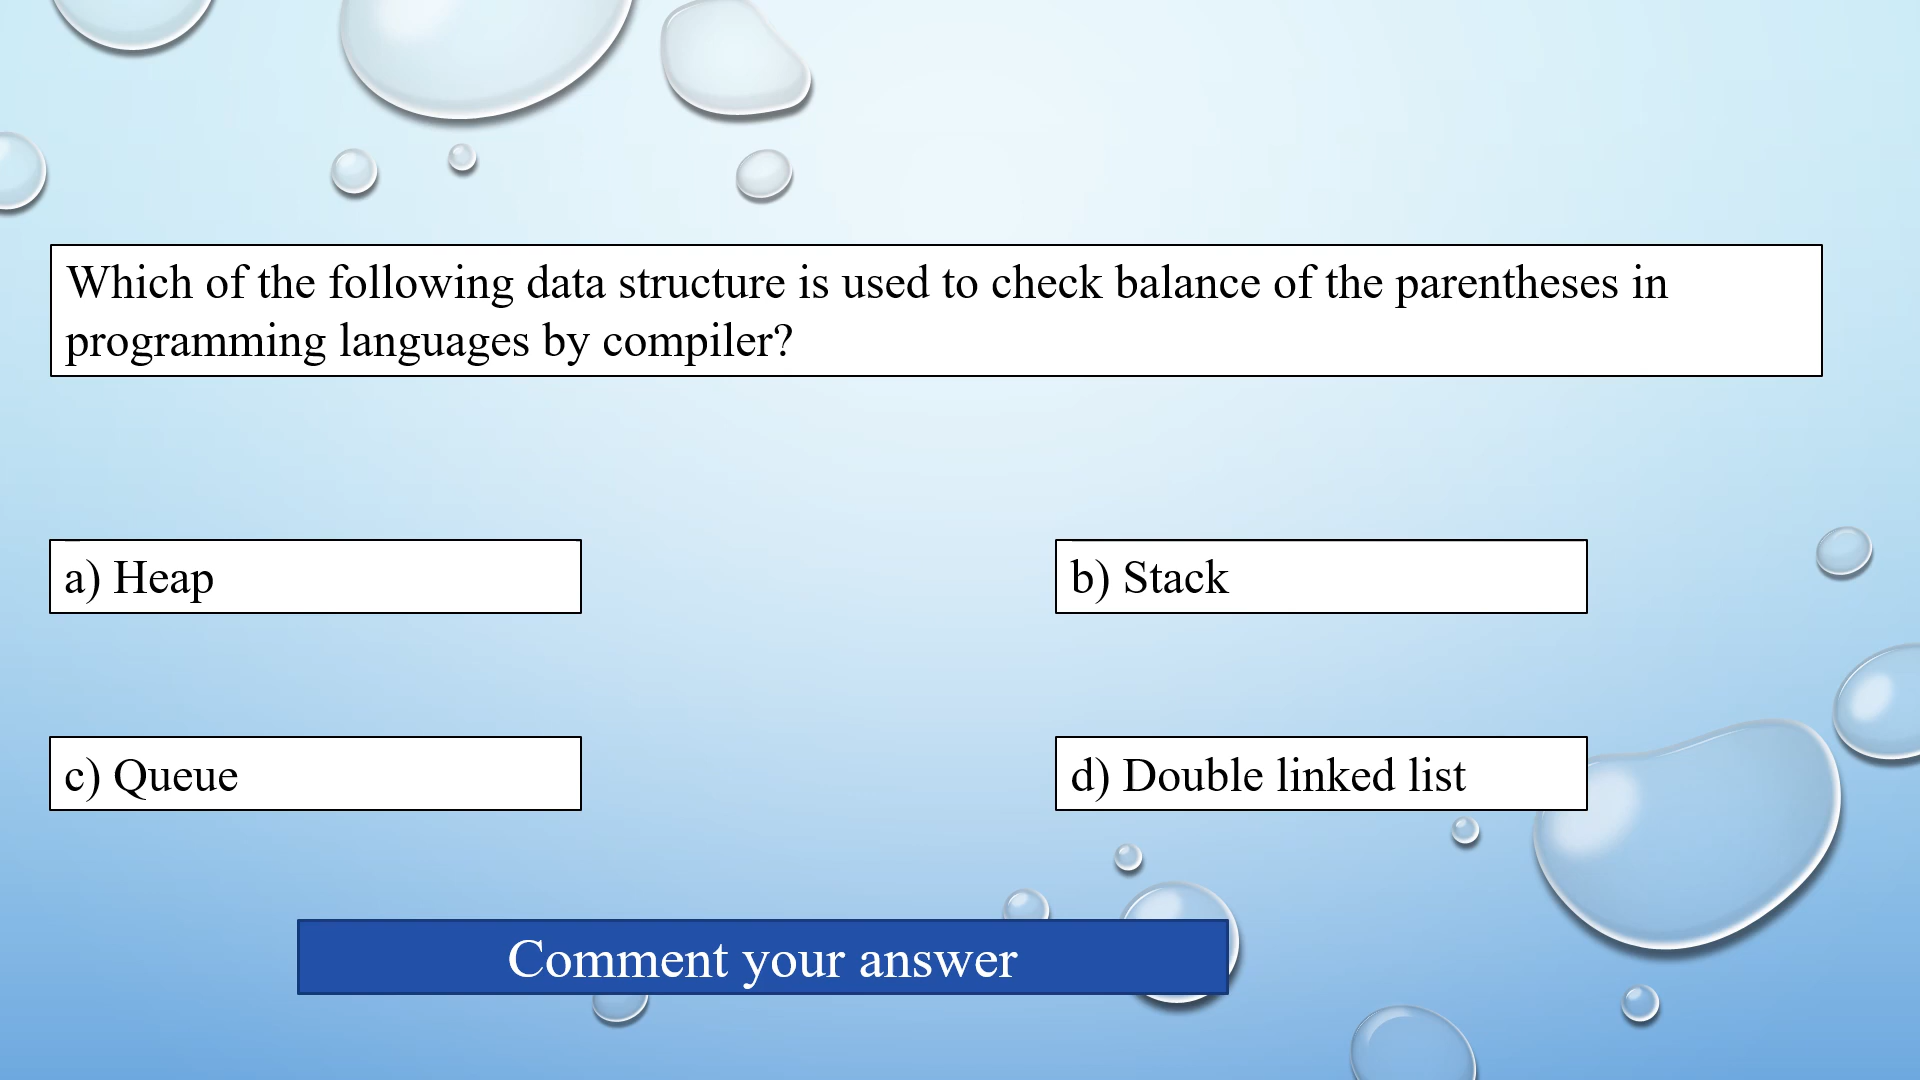 Which of the following data structure is used to check balance of the parentheses in
programming languages by compiler?
a) Heap
b) Stack
c) Queue
d) Double linked list
Comment your answer